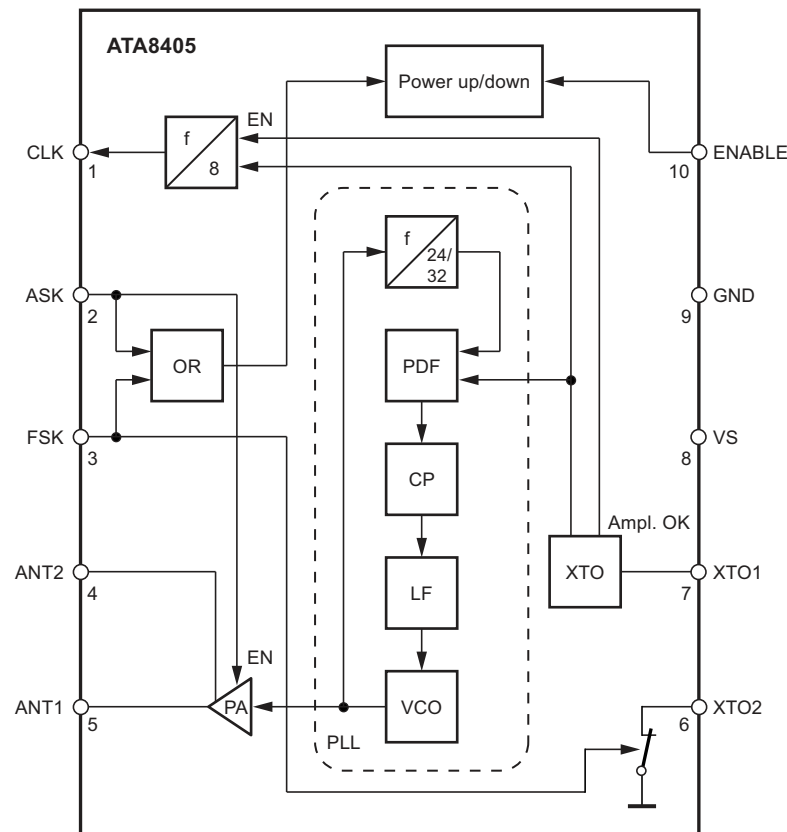 ATA8405
Power up/down
EN
CLK
1
f
8
ENABLE
10
f
24/
32
ASK
2
GND
9
OR
PDF
FSK
3
VS
8
CP
Ampl. OK
ANT2
4
LF
XTO
XTO1
7
EN
ANT1
5
PA
VCO
XTO2
6
PLL